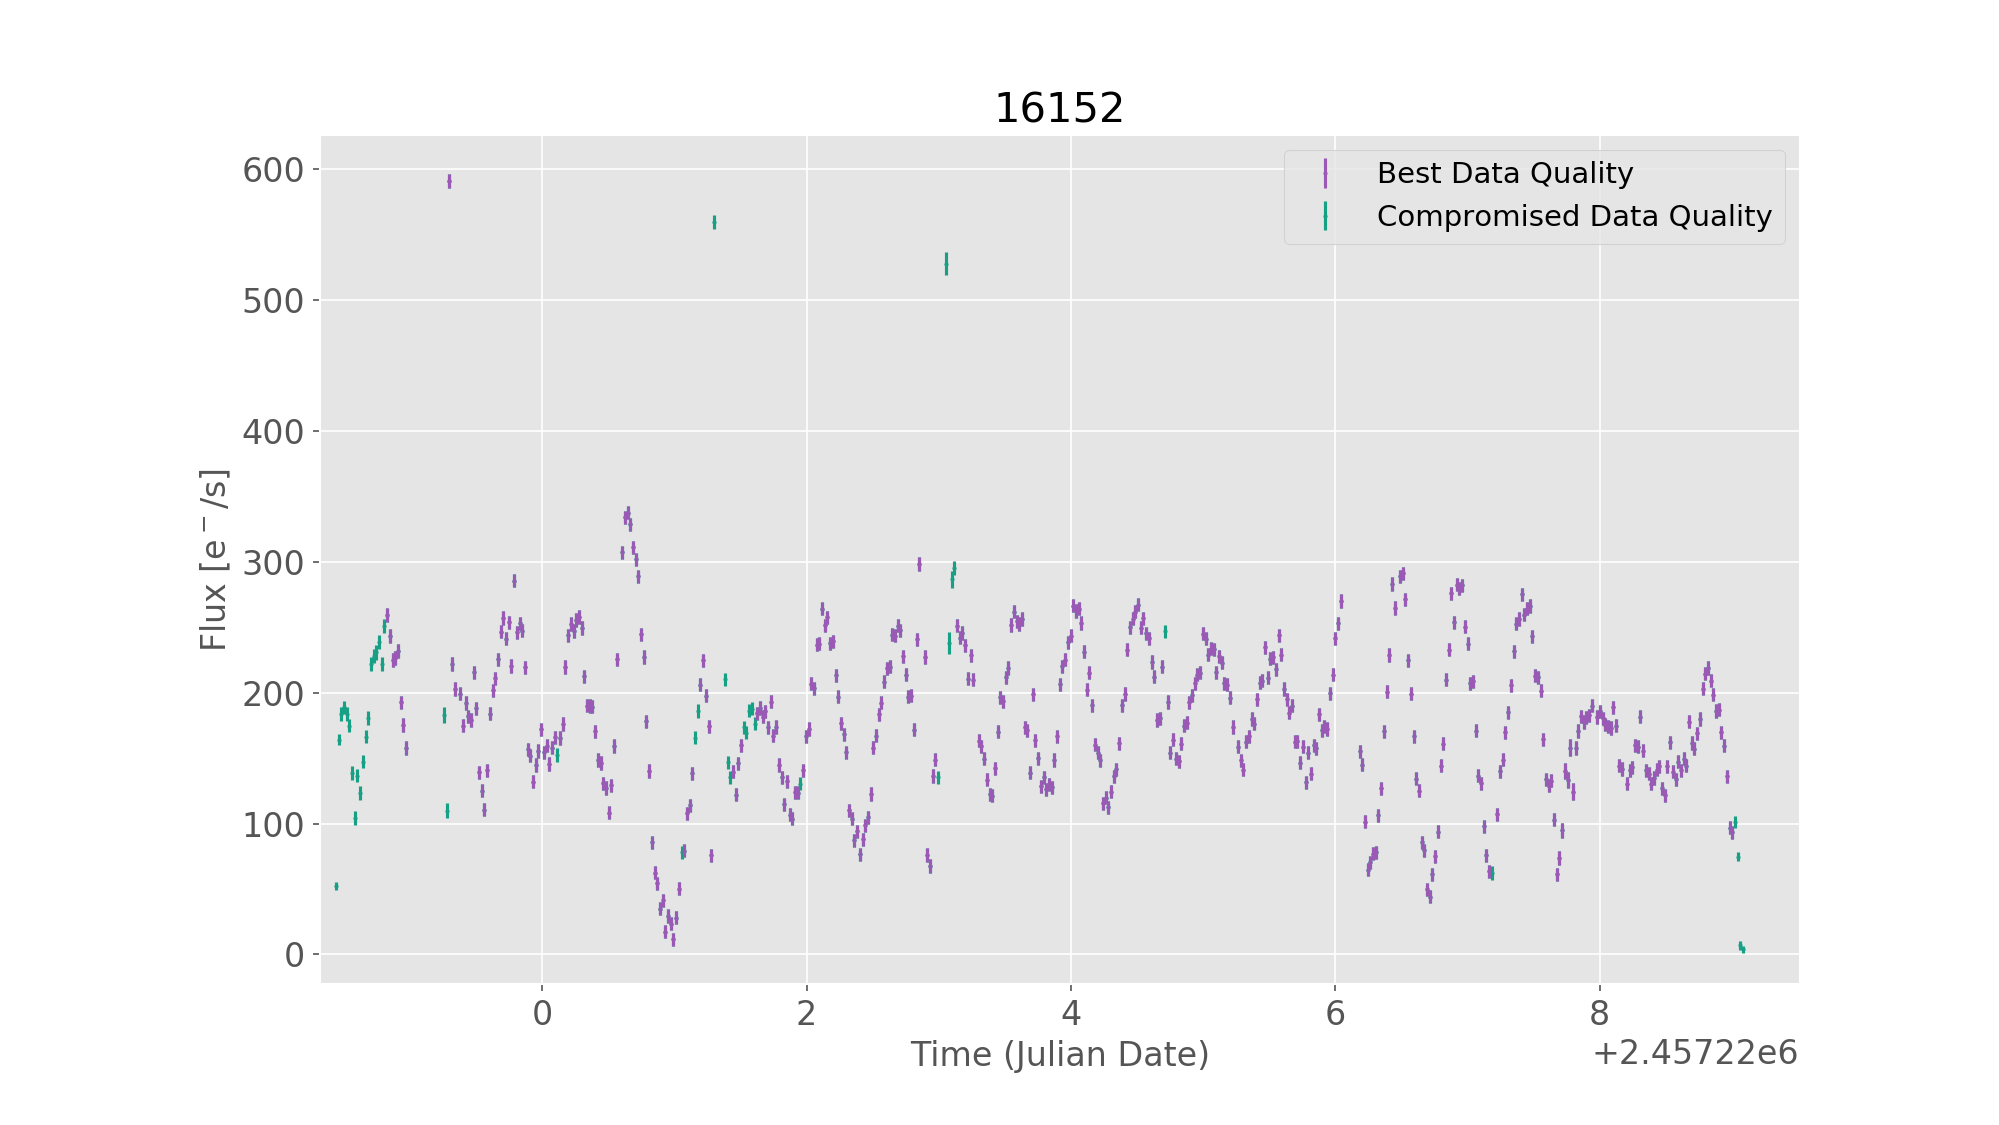 16152
Best Data Quality
Compromised Data Quality
600
500
400
300
200
100
0
Flux [e⁻/s]
0 2 4 6 8
Time (Julian Date)
+2.45722e6